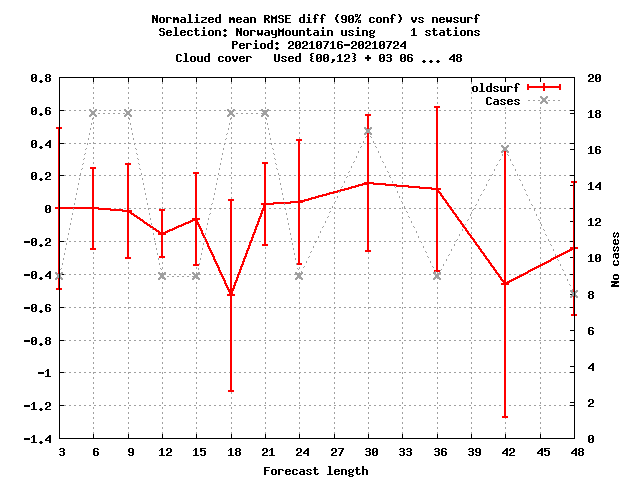 Normalized mean RMSE diff (90% conf) vs newsurf
Selection: NorwayMountain using     1 stations
Period: 20210716-20210724
Cloud cover   Used {00,12} + 03 06 ... 48
oldsurf
Cases
0.8
0.6
0.4
0.2
0
-0.2
-0.4
-0.6
-0.8
-1
-1.2
-1.4
20
18
16
14
12
10
8
6
4
2
0
No cases
3 6 9 12 15 18 21 24 27 30 33 36 39 42 45 48
Forecast length